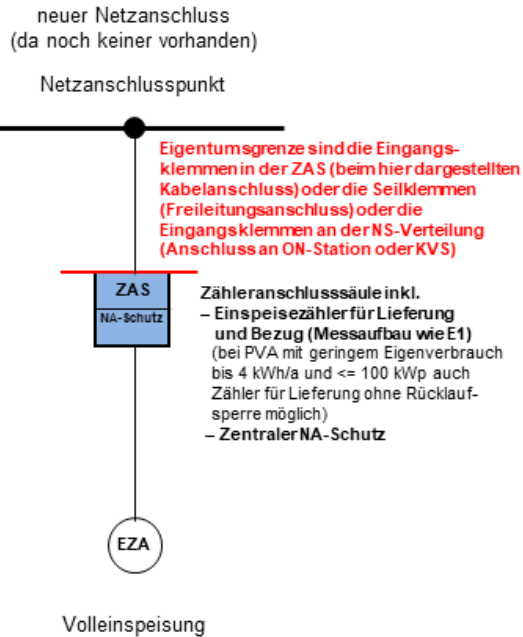 neuer Netzanschluss
(da noch keiner vorhanden)
Netzanschlusspunkt
Eigentumsgrenze sind die Eingangs-
klemmen in der ZAS (beim hier dargestellten
Kabelanschluss) oder die Seilklemmen
(Freileitungsanschluss) oder die
Eingangsklemmen an der NS-Verteilung
(Anschluss an ON-Station oder KVS)
ZAS
NA-Schutz
Zähleranschlusssäule inkl.
– Einspeisezähler für Lieferung
und Bezug (Messaufbau wie E1)
(bei PVA mit geringem Eigenverbrauch
bis 4 kWh/a und <= 100 kWp auch
Zähler für Lieferung ohne Rücklauf-
sperre möglich)
– Zentraler NA-Schutz
EZA
Volleinspeisung